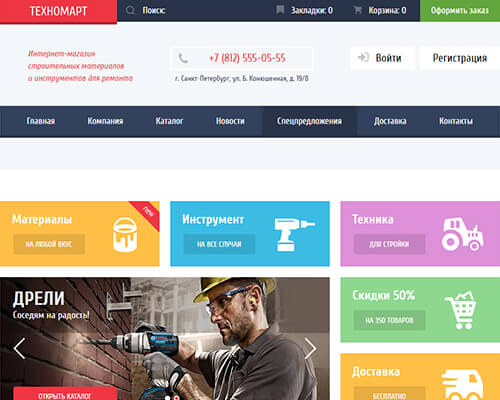 ТЕХНОМАРТ
Поиск:
Закладки: 0
Корзина: 0
Оформить заказ
Интернет-магазин
строительных материалов
и инструментов для ремонта
+7 (812) 555-05-55
г. Санкт-Петербург, ул. Б. Конюшенная, д. 19/8
Войти
Регистрация
Главная
Компания
Каталог
Новости
Спецпредложения
Доставка
Контакты
Материалы
new
НА ЛЮБОЙ ВКУС
Инструмент
НА ВСЕ СЛУЧАИ
Техника
ДЛЯ СТРОЙКИ
ДРЕЛИ
Соседям на радость!
ОТКРЫТЬ КАТАЛОГ
Скидки 50%
НА 350 ТОВАРОВ
Доставка
БЕСПЛАТНО